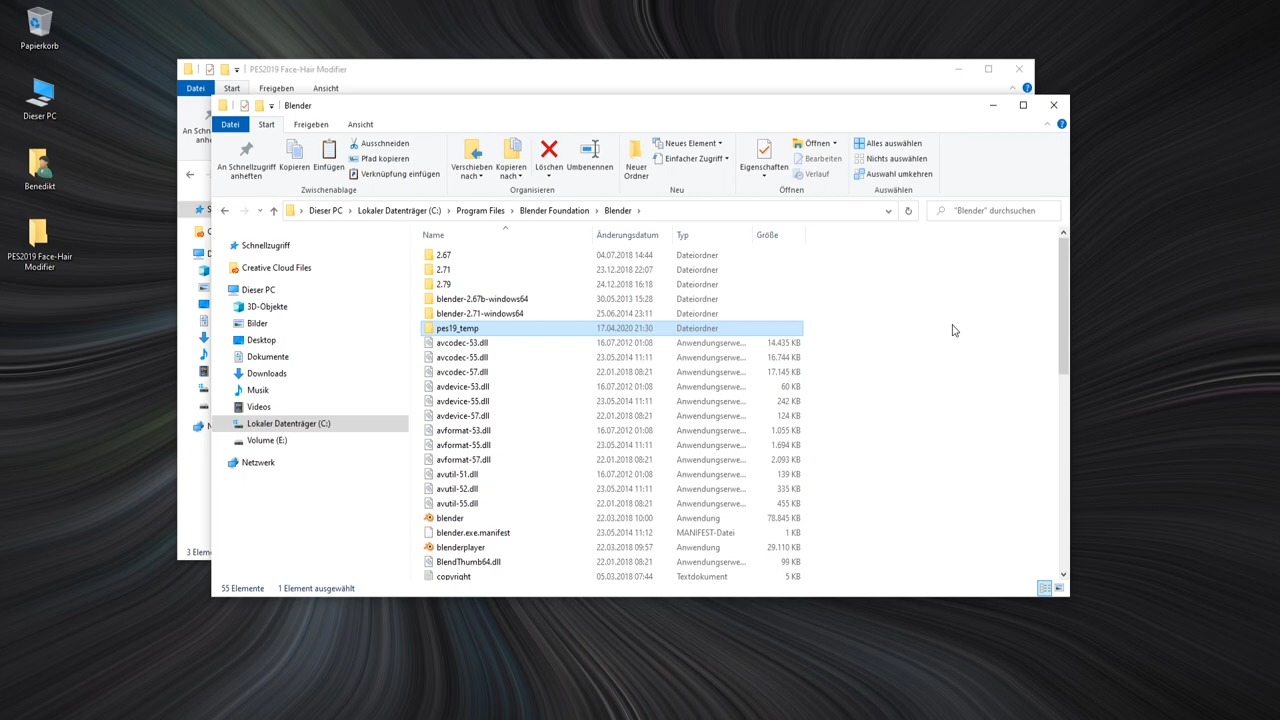 Papierkorb
Dieser PC
Benedikt
PES2019 Face-Hair
Modifier
PES2019 Face-Hair Modifier
Datei Start Freigeben Ansicht
An Schn
anhe
3 Elem
Blender
Datei Start Freigeben Ansicht
An Schnellzugriff
anheften
Kopieren
Einfügen
Ausschneiden
Pfad kopieren
Verknüpfung einfügen
Zwischenablage
Verschieben
nach
Kopieren
nach
Löschen
Umbenennen
Organisieren
Neuer
Ordner
Neues Element
Einfacher Zugriff
Neu
Eigenschaften
Öffnen
Bearbeiten
Verlauf
Öffnen
Alles auswählen
Nichts auswählen
Auswahl umkehren
Auswählen
Dieser PC > Lokaler Datenträger (C:) > Program Files > Blender Foundation > Blender >
"Blender" durchsuchen
Schnellzugriff
Creative Cloud Files
Dieser PC
3D-Objekte
Bilder
Desktop
Dokumente
Downloads
Musik
Videos
Lokaler Datenträger (C:)
Volume (E:)
Netzwerk
Name Änderungsdatum Typ Größe
2.67 04.07.2018 14:44 Dateiordner
2.71 23.12.2018 22:07 Dateiordner
2.79 24.12.2018 16:18 Dateiordner
blender-2.67b-windows64 30.05.2013 15:28 Dateiordner
blender-2.71-windows64 25.06.2014 23:11 Dateiordner
pes19_temp 17.04.2020 21:30 Dateiordner
avcodec-53.dll 16.07.2012 01:08 Anwendungserwe... 14.435 KB
avcodec-55.dll 23.05.2014 11:11 Anwendungserwe... 16.744 KB
avcodec-57.dll 22.01.2018 08:21 Anwendungserwe... 17.145 KB
avdevice-53.dll 16.07.2012 01:08 Anwendungserwe... 60 KB
avdevice-55.dll 23.05.2014 11:11 Anwendungserwe... 242 KB
avdevice-57.dll 22.01.2018 08:21 Anwendungserwe... 124 KB
avformat-53.dll 16.07.2012 01:08 Anwendungserwe... 1.055 KB
avformat-55.dll 23.05.2014 11:11 Anwendungserwe... 1.694 KB
avformat-57.dll 22.01.2018 08:21 Anwendungserwe... 2.093 KB
avutil-51.dll 16.07.2012 01:08 Anwendungserwe... 139 KB
avutil-52.dll 23.05.2014 11:11 Anwendungserwe... 335 KB
avutil-55.dll 22.01.2018 08:21 Anwendungserwe... 455 KB
blender 22.03.2018 10:00 Anwendung 78.845 KB
blender.exe.manifest 23.05.2014 11:12 MANIFEST-Datei 1 KB
blenderplayer 22.03.2018 09:57 Anwendung 29.110 KB
BlendThumb64.dll 22.01.2018 08:21 Anwendungserwe... 99 KB
copyright 05.03.2018 07:44 Textdokument 5 KB
55 Elemente 1 Element ausgewählt